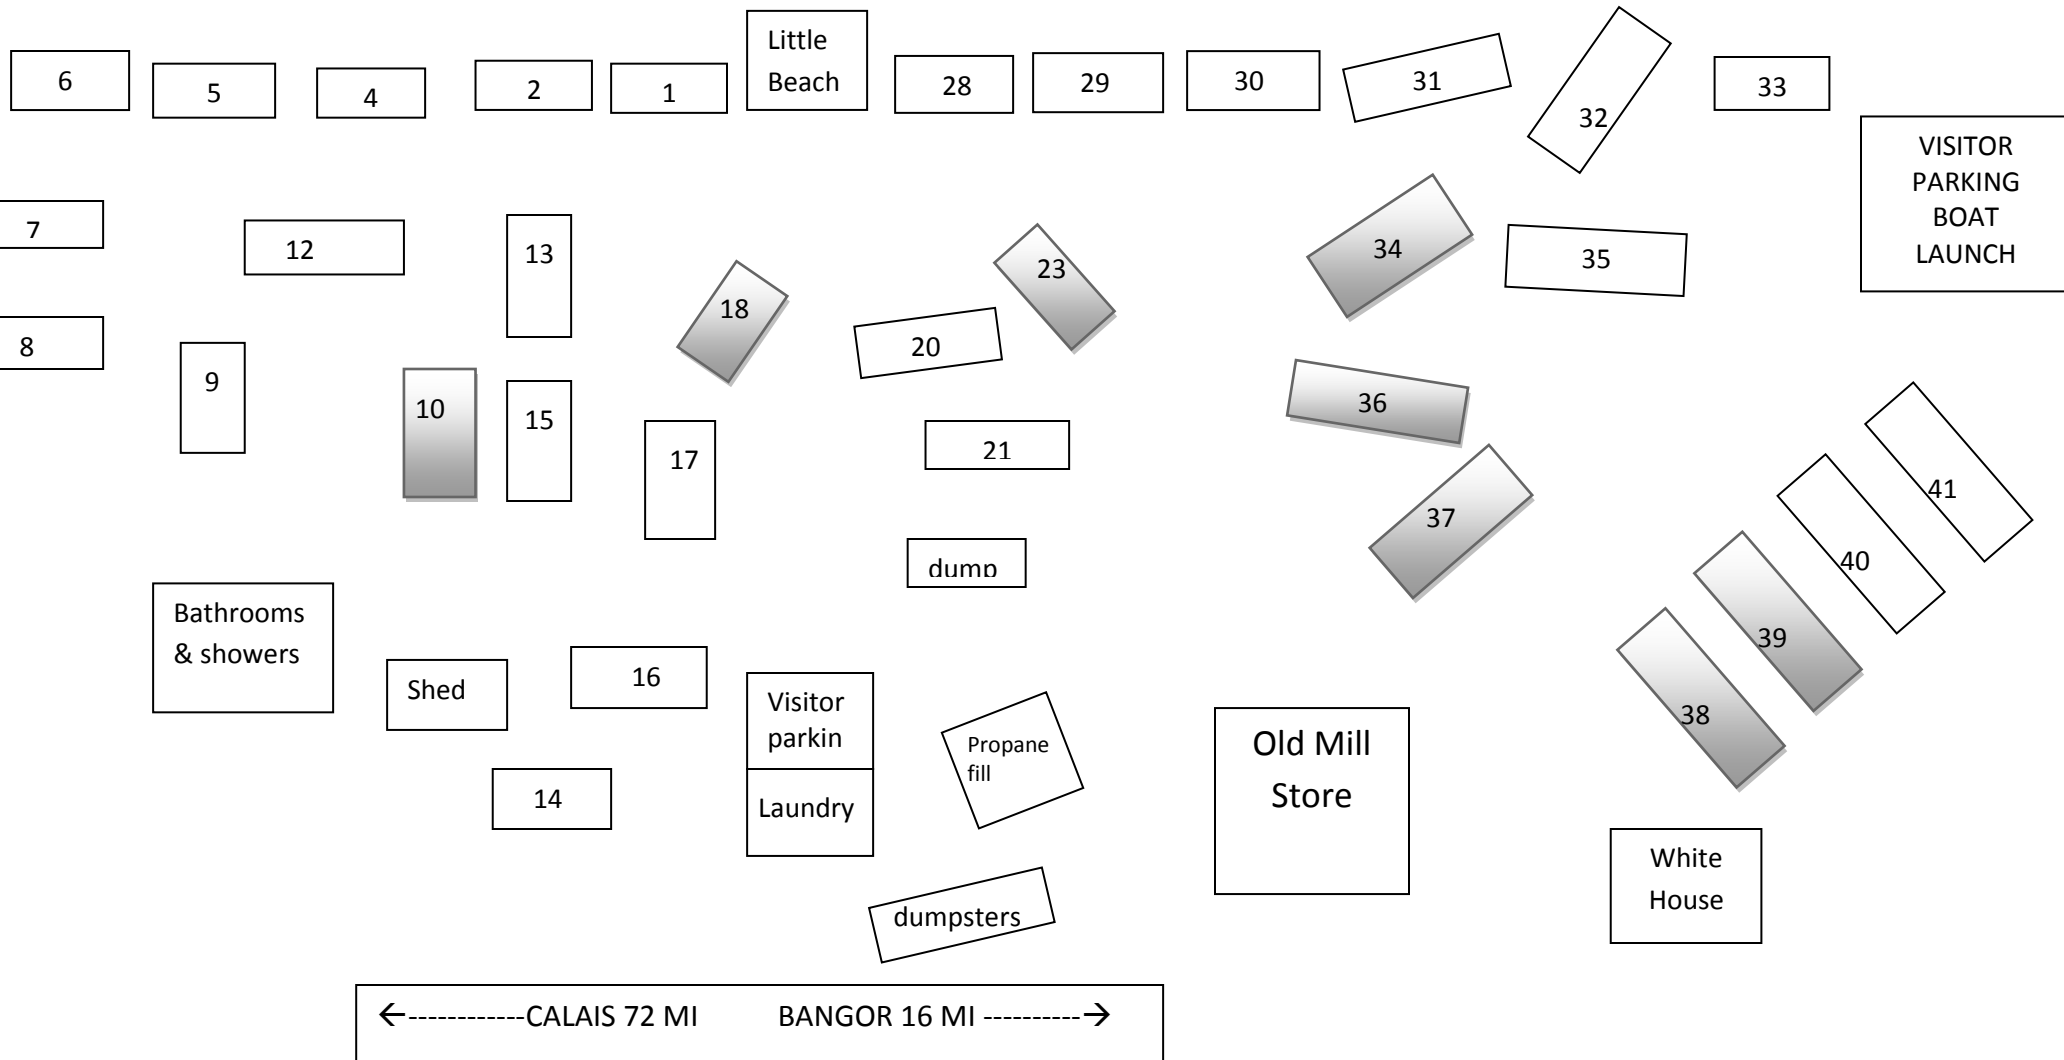 Little
Beach
6
5
4
2
1
28
29
30
31
32
33
VISITOR
PARKING
BOAT
LAUNCH
7
12
13
18
23
34
35
8
9
10
15
17
20
21
36
37
41
40
39
38
dump
Bathrooms
& showers
Shed
16
Visitor
parkin
Laundry
14
Propane
fill
Old Mill
Store
White
House
dumpsters
←------------CALAIS 72 MI BANGOR 16 MI ----------→